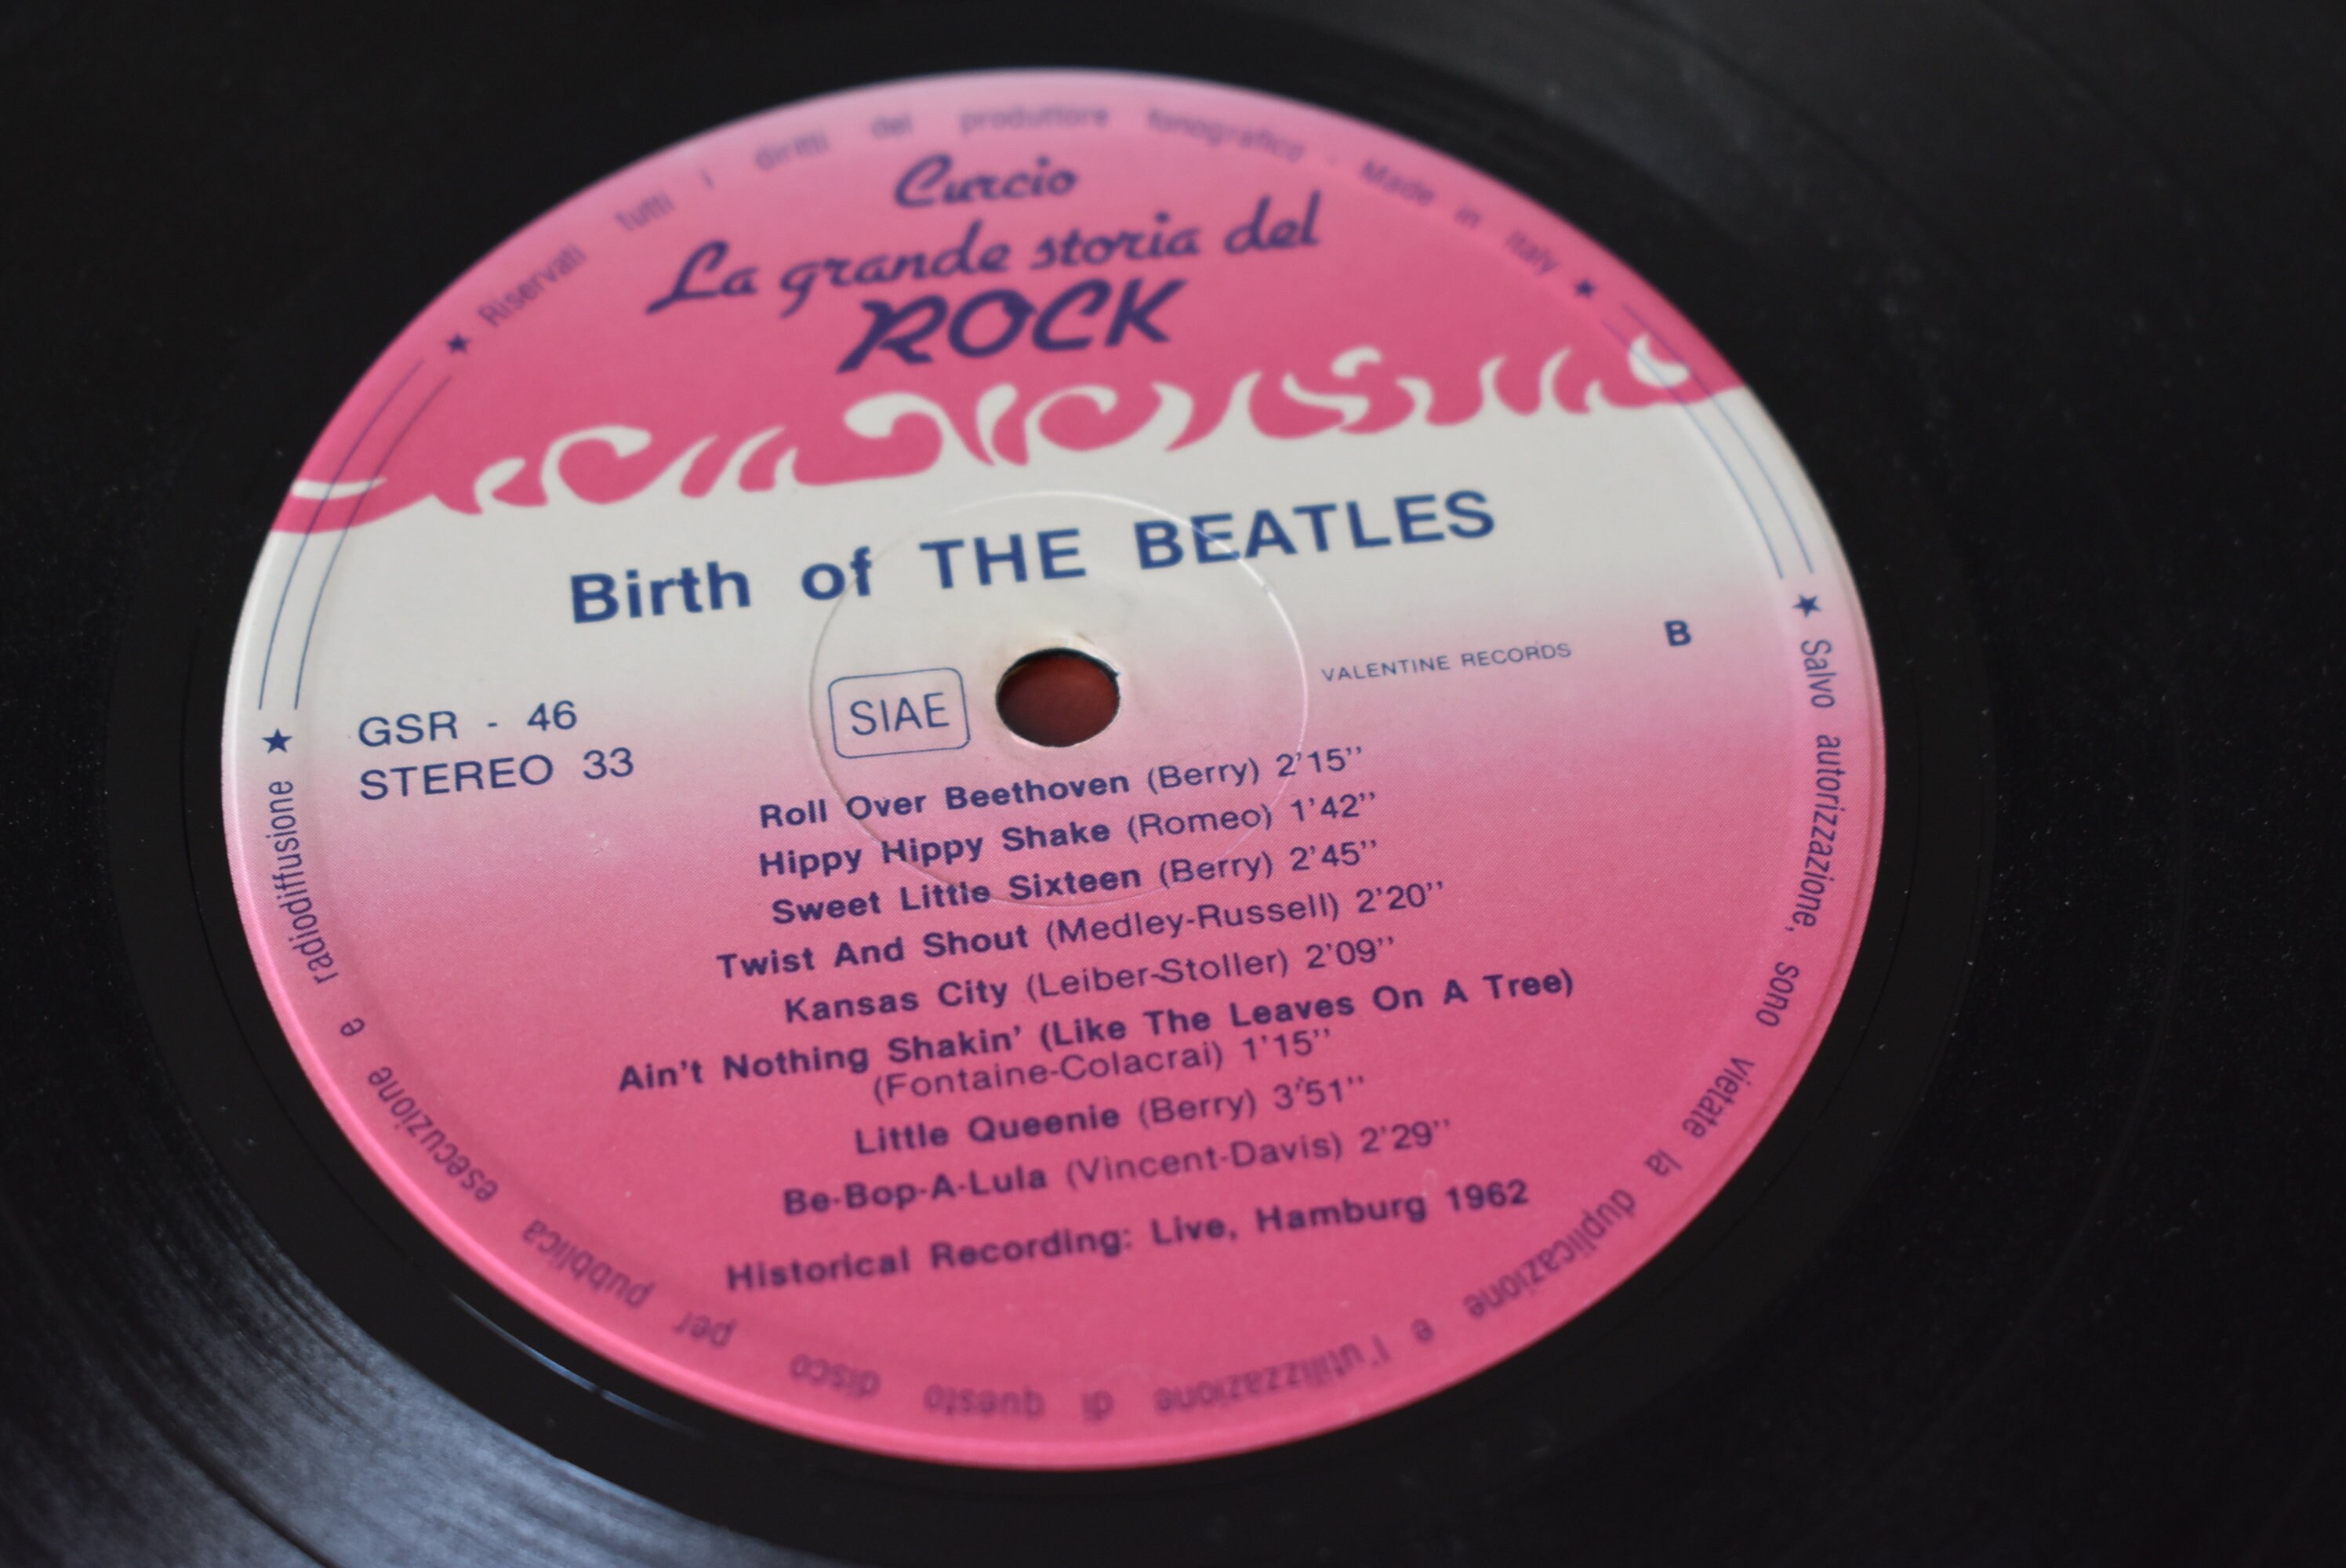 ★ Riservati tutti i diritti del produttore fonografico - Made in Italy ★
Curcio
La grande storia del
ROCK
Birth of THE BEATLES
VALENTINE RECORDS
B
SIAE
GSR - 46
STEREO 33
Roll Over Beethoven (Berry) 2'15''
Hippy Hippy Shake (Romeo) 1'42''
Sweet Little Sixteen (Berry) 2'45''
Twist And Shout (Medley-Russell) 2'20''
Kansas City (Leiber-Stoller) 2'09''
Ain't Nothing Shakin' (Like The Leaves On A Tree)
(Fontaine-Colacrai) 1'15''
Little Queenie (Berry) 3'51''
Be-Bop-A-Lula (Vincent-Davis) 2'29''
Historical Recording: Live, Hamburg 1962
★ Salvo autorizzazione, sono vietate la duplicazione e l'utilizzazione di questo disco per pubblica esecuzione e radiodiffusione ★